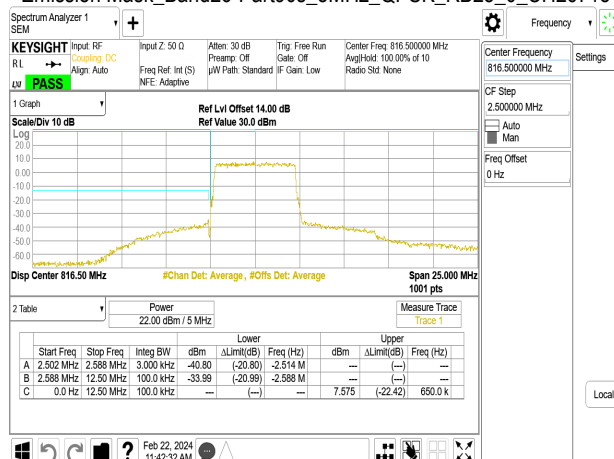 Spectrum Analyzer 1
SEM
Frequency
KEYSIGHT
RL
LXI
PASS
Input: RF
Coupling: DC
Align: Auto
Input Z: 50 Ω
Freq Ref: Int (S)
NFE: Adaptive
Atten: 30 dB
Preamp: Off
µW Path: Standard
Trig: Free Run
Gate: Off
IF Gain: Low
Center Freq: 816.500000 MHz
Avg|Hold: 100.00% of 10
Radio Std: None
Center Frequency
816.500000 MHz
Settings
CF Step
2.500000 MHz
Auto
Man
Freq Offset
0 Hz
1 Graph
Scale/Div 10 dB
Ref Lvl Offset 14.00 dB
Ref Value 30.0 dBm
Log
20.0
10.0
0.00
-10.0
-20.0
-30.0
-40.0
-50.0
-60.0
Disp Center 816.50 MHz
#Chan Det: Average, #Offs Det: Average
Span 25.000 MHz
1001 pts
2 Table
Power
22.00 dBm / 5 MHz
Measure Trace
Trace 1
Lower Upper
Start Freq Stop Freq Integ BW dBm ΔLimit(dB) Freq (Hz) dBm ΔLimit(dB) Freq (Hz)
A 2.502 MHz 2.588 MHz 3.000 kHz -40.80 (-20.80) -2.514 M --- (---) ---
B 2.588 MHz 12.50 MHz 100.0 kHz -33.99 (-20.99) -2.588 M --- (---) ---
C 0.0 Hz 12.50 MHz 100.0 kHz --- (---) --- 7.575 (-22.42) 650.0 k
Local
?
Feb 22, 2024
11:42:32 AM